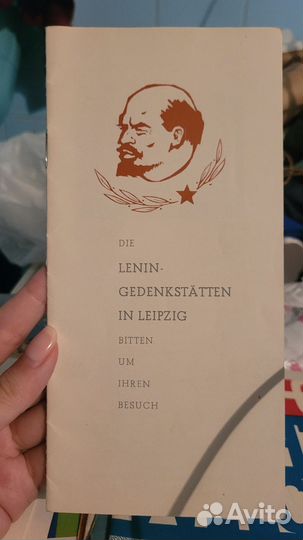 DIE
LENIN-
GEDENKSTÄTTEN
IN LEIPZIG
BITTEN
UM
IHREN
BESUCH
Avito